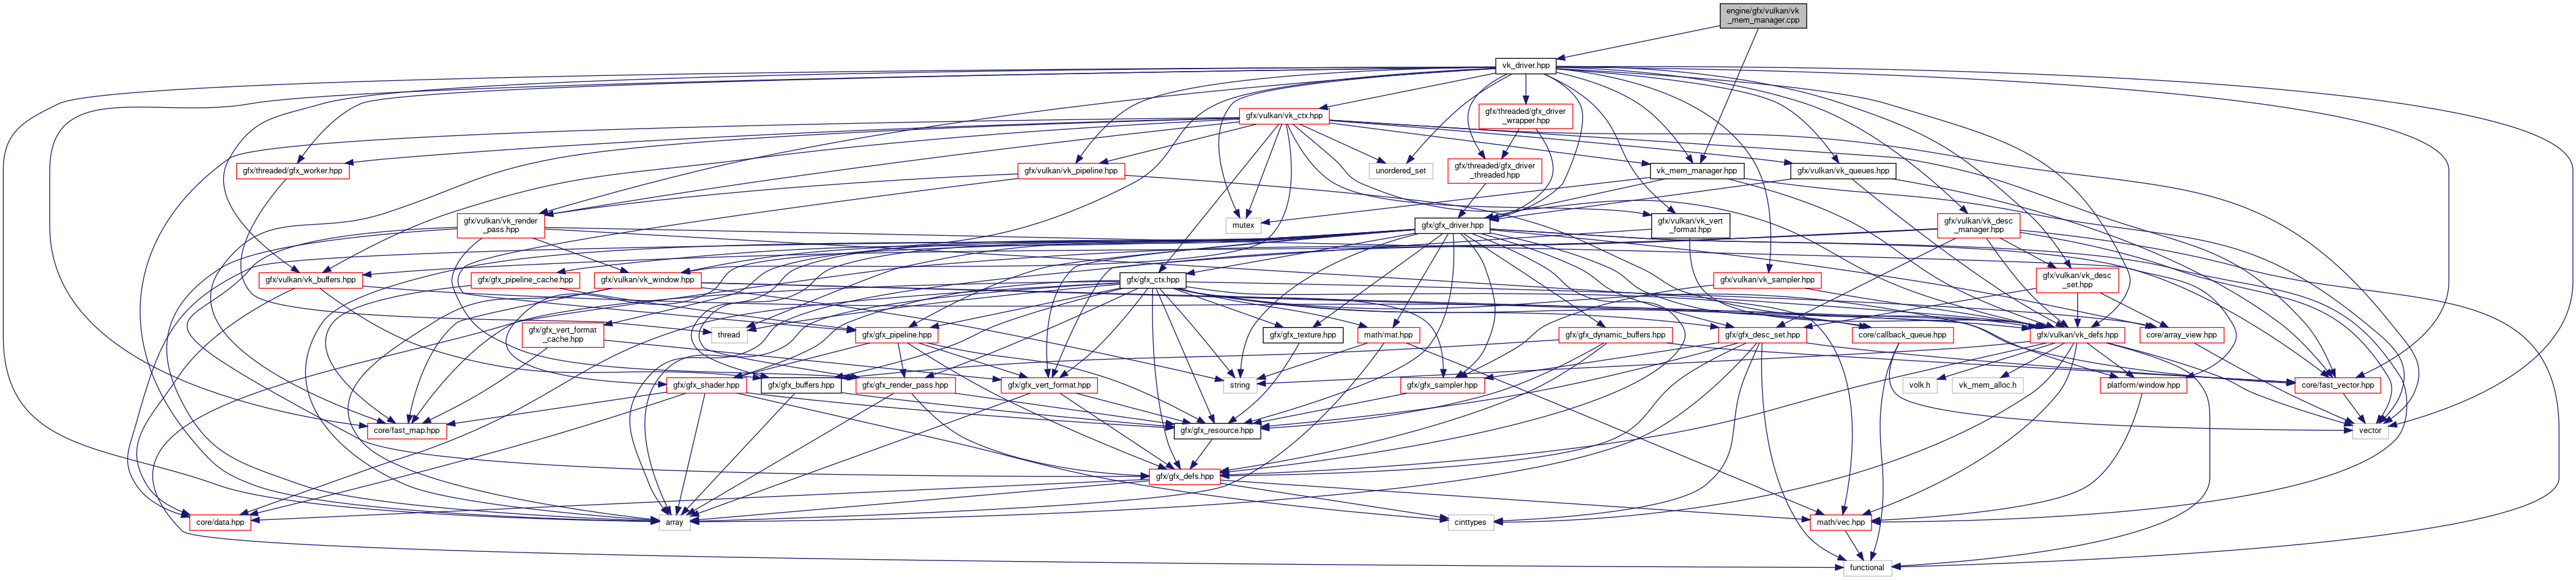 engine/gfx/vulkan/vk
_mem_manager.cpp
vk_driver.hpp
gfx/vulkan/vk_ctx.hpp
gfx/threaded/gfx_driver
_wrapper.hpp
gfx/threaded/gfx_worker.hpp
gfx/vulkan/vk_pipeline.hpp
unordered_set
gfx/threaded/gfx_driver
_threaded.hpp
vk_mem_manager.hpp
gfx/vulkan/vk_queues.hpp
gfx/vulkan/vk_render
_pass.hpp
mutex
gfx/gfx_driver.hpp
gfx/vulkan/vk_vert
_format.hpp
gfx/vulkan/vk_desc
_manager.hpp
gfx/vulkan/vk_buffers.hpp
gfx/gfx_pipeline_cache.hpp
gfx/vulkan/vk_window.hpp
gfx/gfx_ctx.hpp
gfx/vulkan/vk_sampler.hpp
gfx/vulkan/vk_desc
_set.hpp
gfx/gfx_vert_format
_cache.hpp
thread
gfx/gfx_pipeline.hpp
gfx/gfx_texture.hpp
math/mat.hpp
gfx/gfx_dynamic_buffers.hpp
gfx/gfx_desc_set.hpp
core/callback_queue.hpp
gfx/vulkan/vk_defs.hpp
core/array_view.hpp
gfx/gfx_shader.hpp
gfx/gfx_buffers.hpp
gfx/gfx_render_pass.hpp
gfx/gfx_vert_format.hpp
string
gfx/gfx_sampler.hpp
volk.h
vk_mem_alloc.h
platform/window.hpp
core/fast_vector.hpp
core/fast_map.hpp
gfx/gfx_resource.hpp
vector
gfx/gfx_defs.hpp
core/data.hpp
array
cinttypes
math/vec.hpp
functional